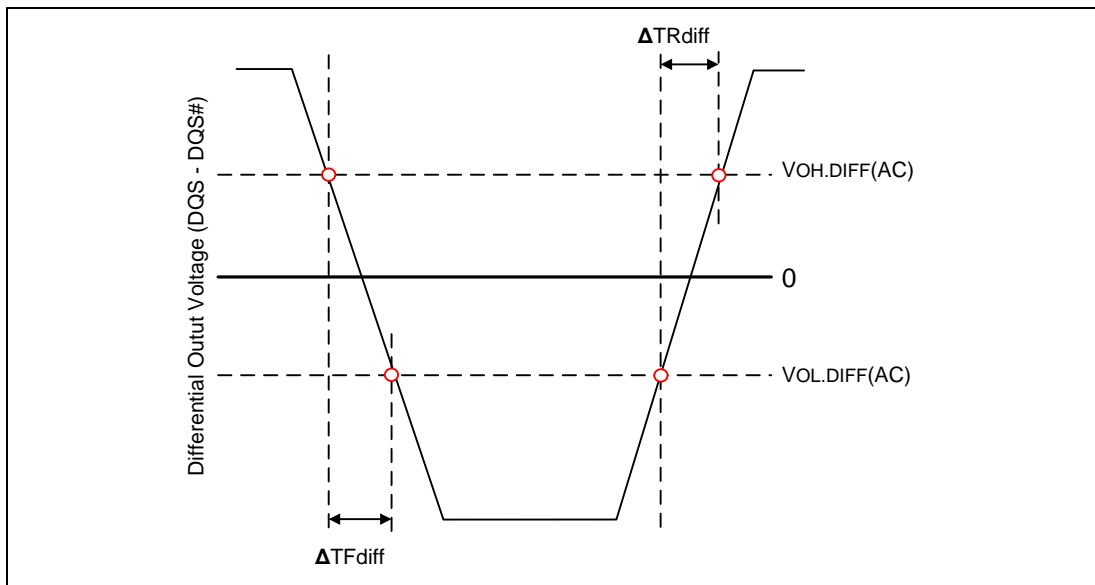 ΔTRdiff
Differential Outut Voltage (DQS - DQS#)
VOH.DIFF(AC)
0
VOL.DIFF(AC)
ΔTFdiff